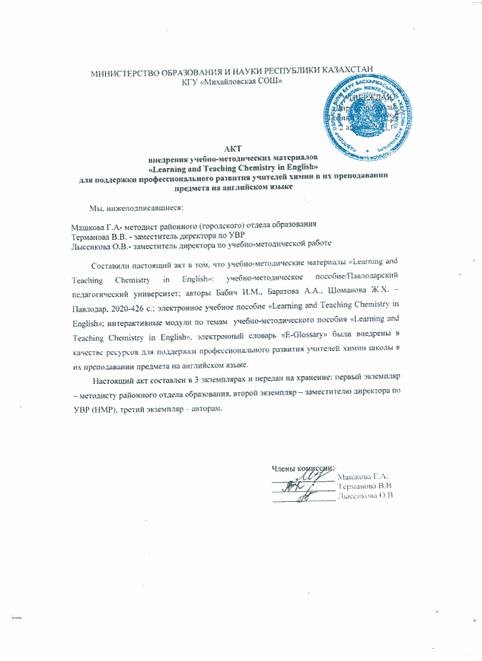 МИНИСТЕРСТВО ОБРАЗОВАНИЯ И НАУКИ РЕСПУБЛИКИ КАЗАХСТАН
КГУ «Михайловская СОШ»
АКТ
внедрения учебно-методических материалов
«Learning and Teaching Chemistry in English»
для поддержки профессионального развития учителей химии в их преподавании
предмета на английском языке
Мы, нижеподписавшиеся:
Машкова Г.А- методист районного (городского) отдела образования
Терманова В.В. - заместитель директора по УВР
Лыссикова О.В.- заместитель директора по учебно-методической работе
Составили настоящий акт в том, что учебно-методические материалы «Learning and
Teaching Chemistry in English»: учебно-методическое пособие/Павлодарский
педагогический университет; авторы Бабич И.М., Баратова А.А., Шоманова Ж.Х. –
Павлодар, 2020-426 с.; электронное учебное пособие «Learning and Teaching Chemistry in
English»; интерактивные модули по темам учебно-методического пособия «Learning and
Teaching Chemistry in English», электронный словарь «E-Glossary» были внедрены в
качестве ресурсов для поддержки профессионального развития учителей химии школы в
их преподавании предмета на английском языке.
Настоящий акт составлен в 3 экземплярах и передан на хранение: первый экземпляр
– методисту районного отдела образования, второй экземпляр – заместителю директора по
УВР (НМР), третий экземпляр – авторам.
Члены комиссии:
Машкова Г.А.
Терманова В.В
Лыссикова О.В